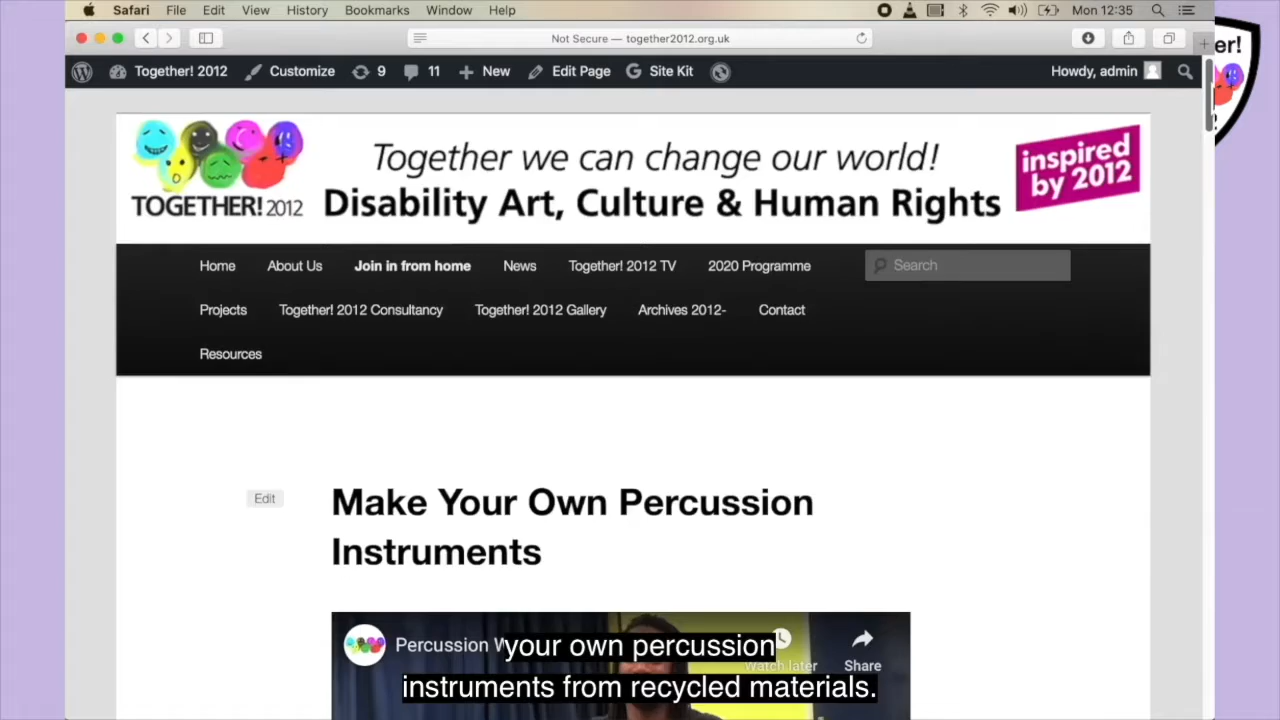 Safari File Edit View History Bookmarks Window Help Mon 12:35
Not Secure — together2012.org.uk
Together! 2012 Customize 9 11 New Edit Page Site Kit Howdy, admin
er!
Together we can change our world!
inspired
by 2012
TOGETHER! 2012 Disability Art, Culture & Human Rights
Home About Us Join in from home News Together! 2012 TV 2020 Programme Search
Projects Together! 2012 Consultancy Together! 2012 Gallery Archives 2012- Contact
Resources
Edit
Make Your Own Percussion
Instruments
Percussion W
Watch later Share
your own percussion
instruments from recycled materials.